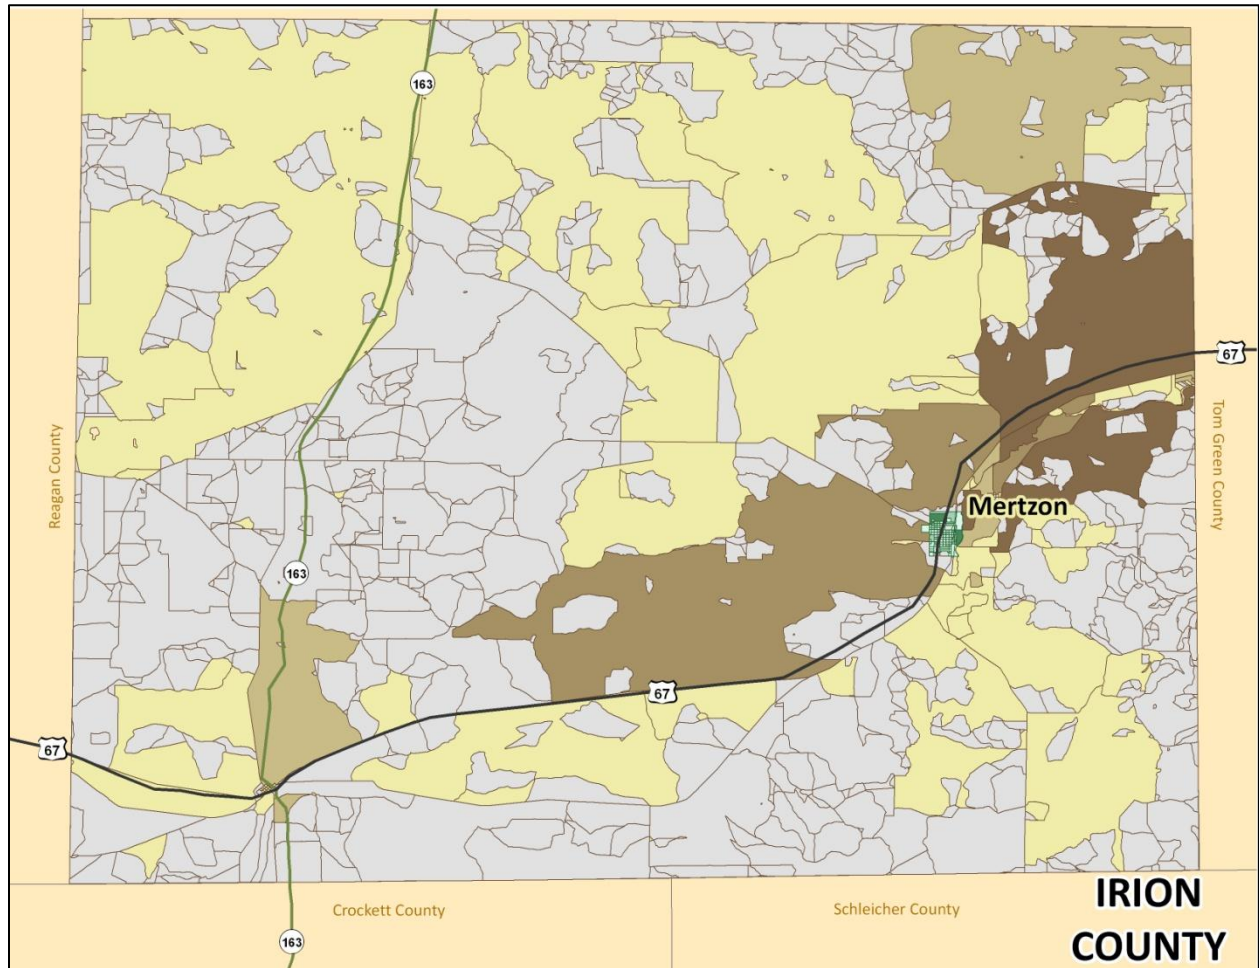 163
67
Reagan County
Tom Green County
Mertzon
163
67
67
Crockett County
Schleicher County
163
IRION
COUNTY